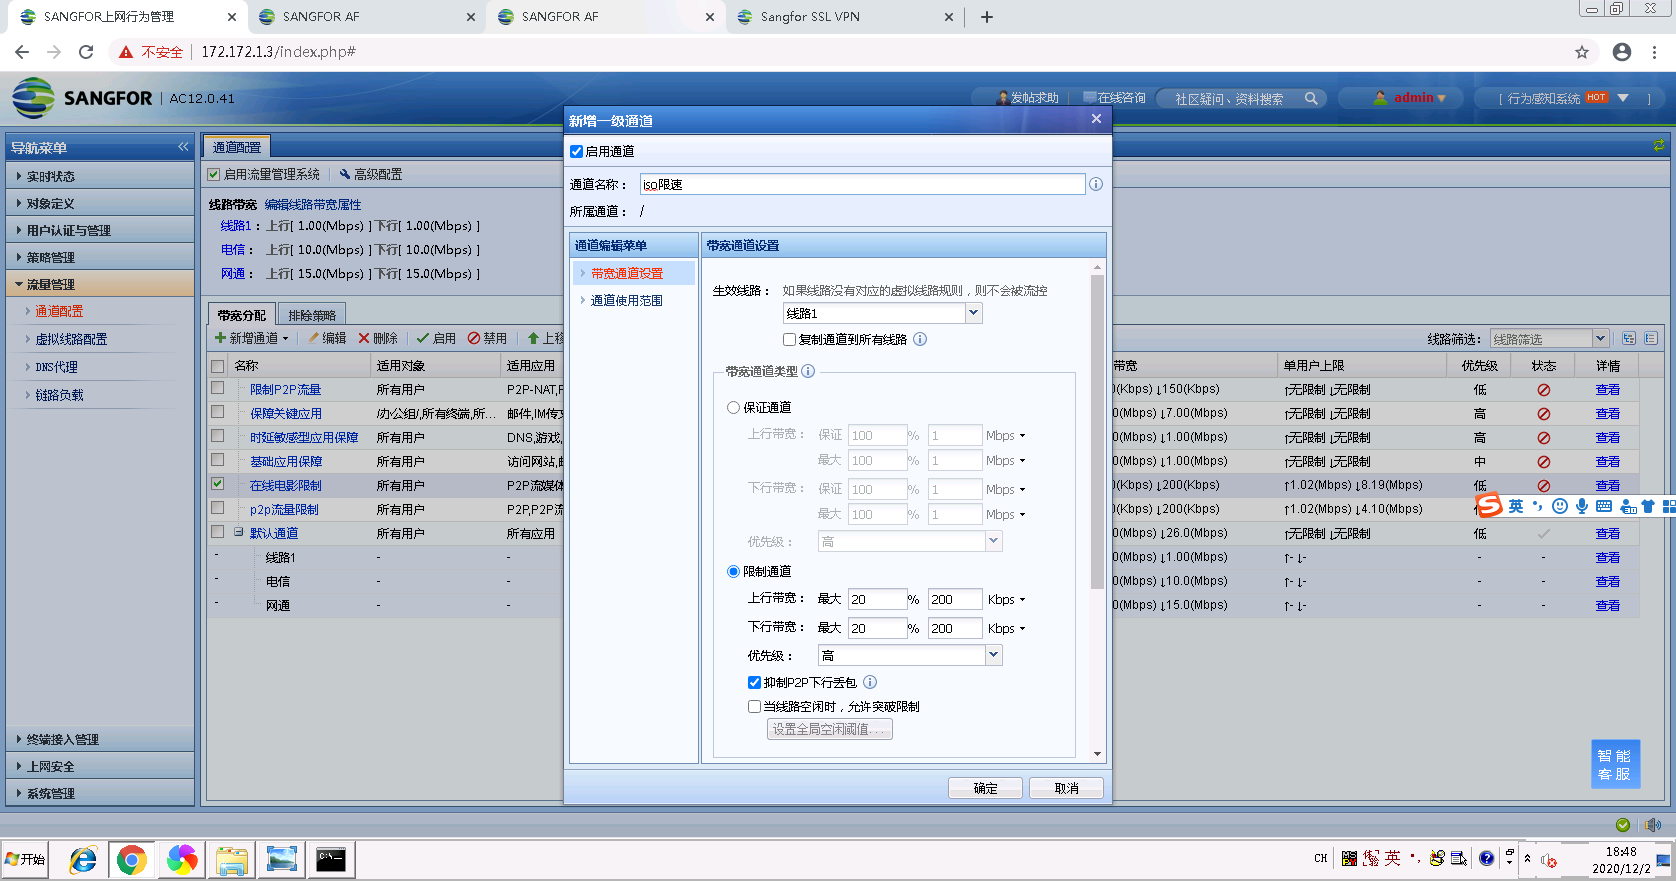 SANGFOR上网行为管理
SANGFOR AF
SANGFOR AF
Sangfor SSL VPN
不安全
172.172.1.3/index.php#
SANGFOR
AC12.0.41
发帖求助
在线咨询
社区疑问、资料搜索
admin
[ 行为感知系统 HOT ]
导航菜单
实时状态
对象定义
用户认证与管理
策略管理
流量管理
通道配置
虚拟线路配置
DNS代理
链路负载
终端接入管理
上网安全
系统管理
通道配置
启用流量管理系统
高级配置
线路带宽 编辑线路带宽属性
线路1： 上行[ 1.00(Mbps) ] 下行[ 1.00(Mbps) ]
电信： 上行[ 10.0(Mbps) ] 下行[ 10.0(Mbps) ]
网通： 上行[ 15.0(Mbps) ] 下行[ 15.0(Mbps) ]
带宽分配 排除策略
新增通道 编辑 删除 启用 禁用 上移
线路筛选： 线路筛选
名称 适用对象 适用应用 带宽 单用户上限 优先级 状态 详情
限制P2P流量 所有用户 P2P-NAT,F (Kbps) ↓150(Kbps) ↑无限制 ↓无限制 低 查看
保障关键应用 /办公组/,所有终端,所... 邮件,IM传文 0(Mbps) ↓7.00(Mbps) ↑无限制 ↓无限制 高 查看
时延敏感型应用保障 所有用户 DNS,游戏, 0(Mbps) ↓1.00(Mbps) ↑无限制 ↓无限制 高 查看
基础应用保障 所有用户 访问网站,邮 0(Mbps) ↓1.00(Mbps) ↑无限制 ↓无限制 中 查看
在线电影限制 所有用户 P2P流媒体 (Kbps) ↓200(Kbps) ↑1.02(Mbps) ↓8.19(Mbps) 低 查看
p2p流量限制 所有用户 P2P,P2P流 (Kbps) ↓200(Kbps) ↑1.02(Mbps) ↓4.10(Mbps)
默认通道 所有用户 所有应用 0(Mbps) ↓26.0(Mbps) ↑无限制 ↓无限制 低 查看
- 线路1 - - 0(Mbps) ↓1.00(Mbps) ↑- ↓- - - 查看
- 电信 - - 0(Mbps) ↓10.0(Mbps) ↑- ↓- - - 查看
- 网通 - - 0(Mbps) ↓15.0(Mbps) ↑- ↓- - - 查看
新增一级通道
启用通道
通道名称： iso限速
所属通道： /
通道编辑菜单
带宽通道设置
通道使用范围
带宽通道设置
生效线路： 如果线路没有对应的虚拟线路规则，则不会被流控
线路1
复制通道到所有线路
带宽通道类型
保证通道
上行带宽： 保证 100 % 1 Mbps
最大 100 % 1 Mbps
下行带宽： 保证 100 % 1 Mbps
最大 100 % 1 Mbps
优先级： 高
限制通道
上行带宽： 最大 20 % 200 Kbps
下行带宽： 最大 20 % 200 Kbps
优先级： 高
抑制P2P下行丢包
当线路空闲时，允许突破限制
设置全局空闲阈值...
确定 取消
英
智能
客服
开始
CH
英
18:48
2020/12/2